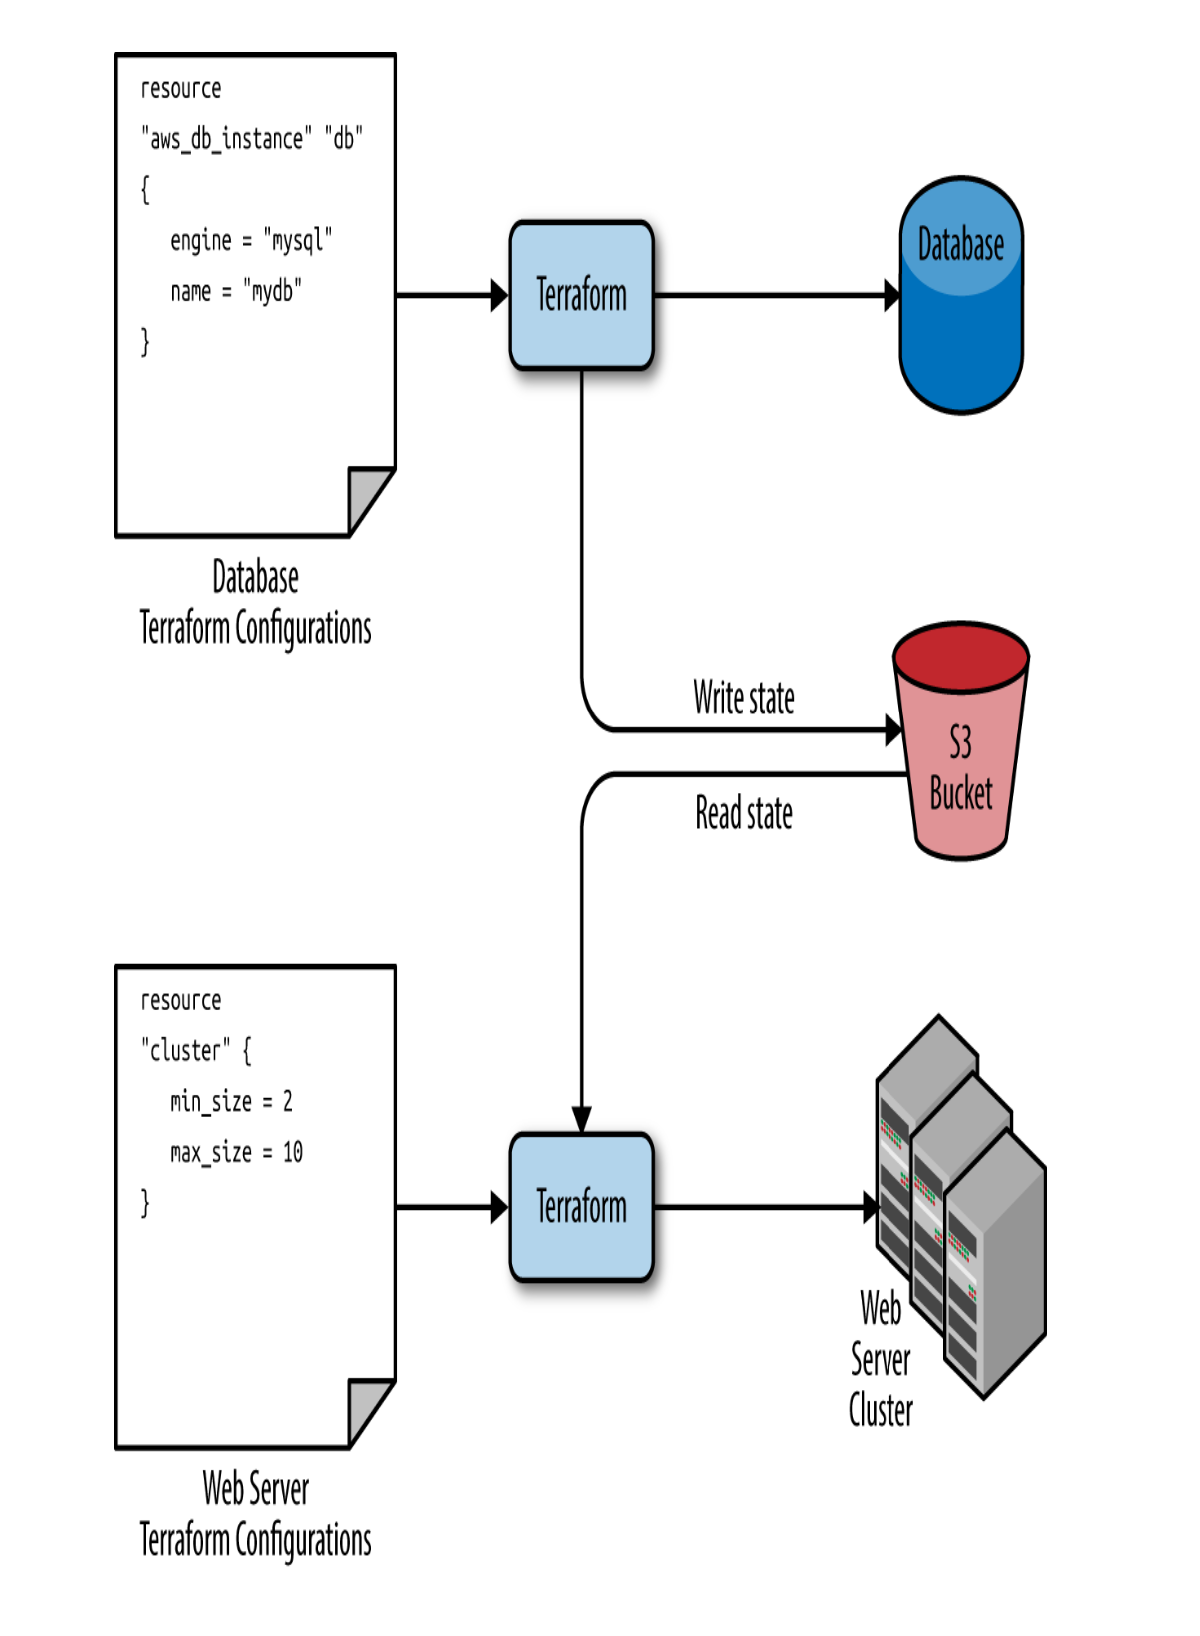 resource
"aws_db_instance" "db"
{
engine = "mysql"
name = "mydb"
}
Database
Terraform Configurations
Terraform
Database
Write state
S3
Bucket
Read state
resource
"cluster" {
min_size = 2
max_size = 10
}
Web Server
Terraform Configurations
Terraform
Web
Server
Cluster